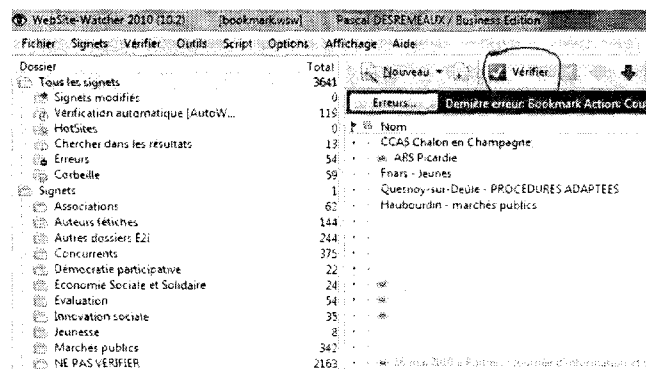 WebSite-Watcher 2010 (10.2) [bookmark.wsw] Pascal DESREMEAUX / Business Edition
Fichier Signets Vérifier Outils Script Options Affichage Aide
Dossier Total
Tous les signets 3641
Signets modifiés 0
Vérification automatique [AutoW... 119
HotSites 0
Chercher dans les résultats 13
Erreurs 54
Corbeille 59
Signets 1
Associations 62
Auteurs fétiches 144
Autres dossiers E2i 244
Concurrents 375
Démocratie participative 22
Economie Sociale et Solidaire 24
Evaluation 54
Innovation sociale 35
Jeunesse 8
Marchés publics 342
NE PAS VERIFIER 2163
Nouveau Vérifier
Erreurs... Dernière erreur: Bookmark Action: Cou
Nom
CCAS Chalon en Champagne
ARS Picardie
Fnars - Jeunes
Quesnoy-sur-Deûle - PROCEDURES ADAPTEES
Haubourdin - marchés publics